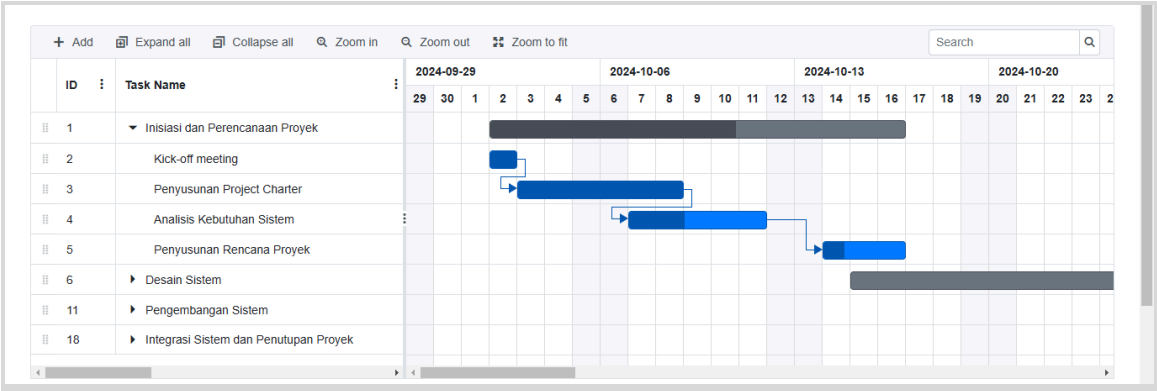 Add Expand all Collapse all Zoom in Zoom out Zoom to fit Search
ID Task Name
2024-09-29 2024-10-06 2024-10-13 2024-10-20
29 30 1 2 3 4 5 6 7 8 9 10 11 12 13 14 15 16 17 18 19 20 21 22 23 2
1 Inisiasi dan Perencanaan Proyek
2 Kick-off meeting
3 Penyusunan Project Charter
4 Analisis Kebutuhan Sistem
5 Penyusunan Rencana Proyek
6 Desain Sistem
11 Pengembangan Sistem
18 Integrasi Sistem dan Penutupan Proyek